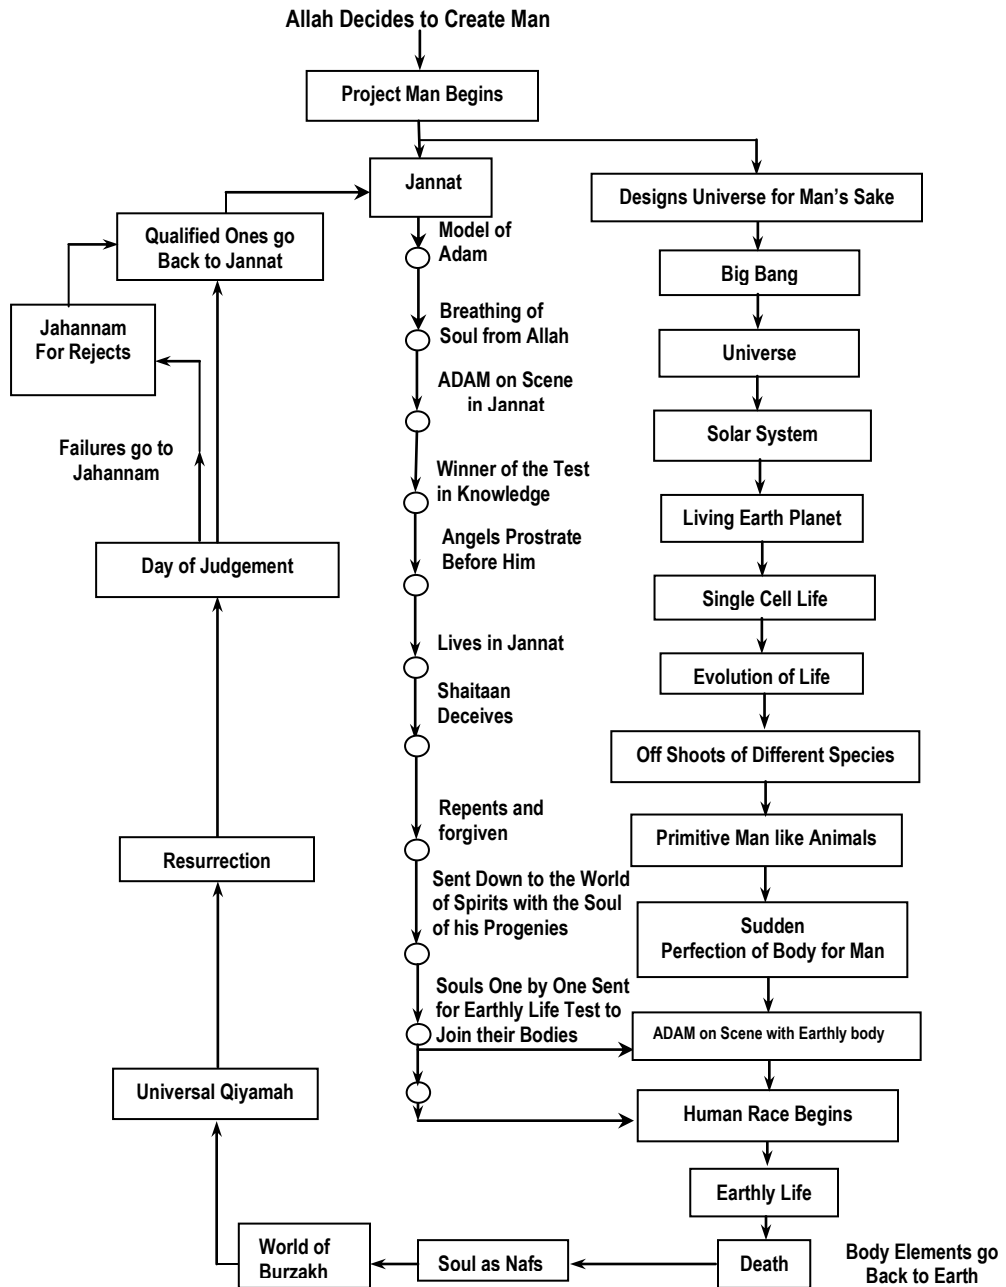 Allah Decides to Create Man
Project Man Begins
Jannat
Designs Universe for Man's Sake
Qualified Ones go
Back to Jannat
Model of
Adam
Big Bang
Jahannam
For Rejects
Breathing of
Soul from Allah
Universe
ADAM on Scene
in Jannat
Solar System
Failures go to
Jahannam
Winner of the Test
in Knowledge
Living Earth Planet
Angels Prostrate
Before Him
Day of Judgement
Single Cell Life
Lives in Jannat
Evolution of Life
Shaitaan
Deceives
Off Shoots of Different Species
Repents and
forgiven
Primitive Man like Animals
Resurrection
Sent Down to the World
of Spirits with the Soul
of his Progenies
Sudden
Perfection of Body for Man
Souls One by One Sent
for Earthly Life Test to
Join their Bodies
ADAM on Scene with Earthly body
Universal Qiyamah
Human Race Begins
Earthly Life
World of
Burzakh
Soul as Nafs
Death
Body Elements go
Back to Earth